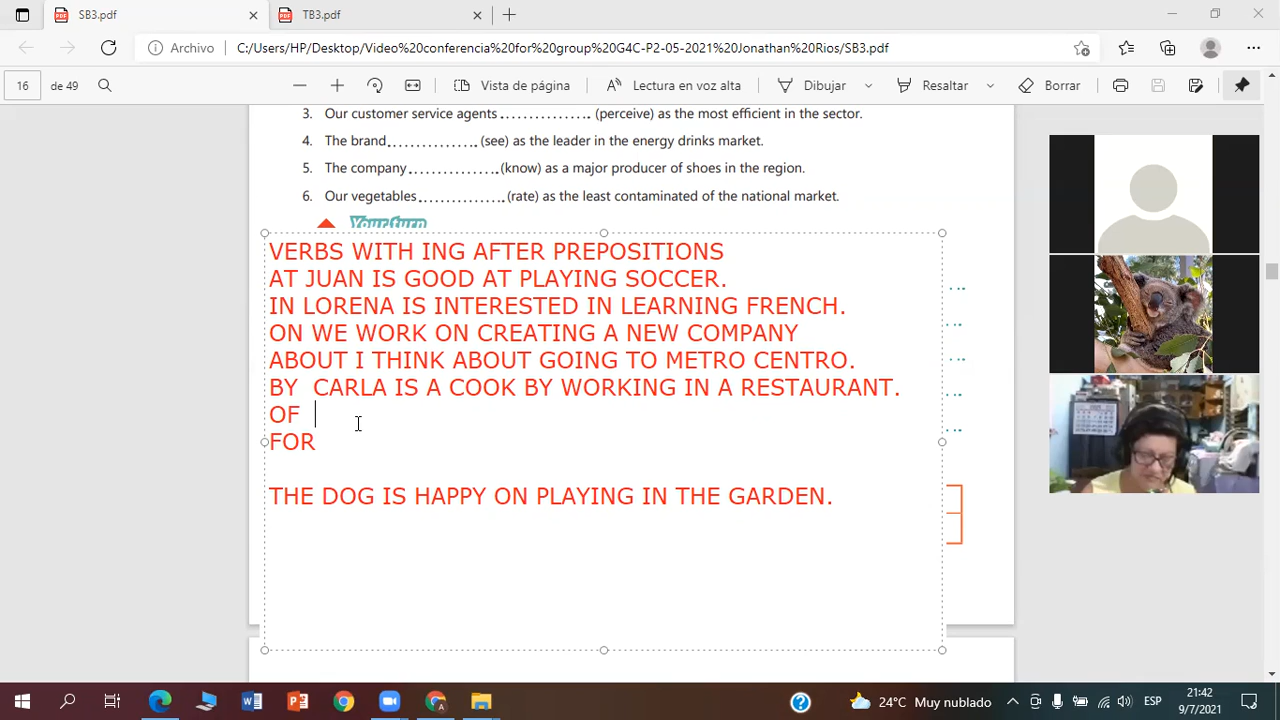 SB3.pdf
TB3.pdf
Archivo
C:/Users/HP/Desktop/Video%20conferencia%20for%20group%20G4C-P2-05-2021%20Jonathan%20Rios/SB3.pdf
16 de 49
Vista de página
Lectura en voz alta
Dibujar
Resaltar
Borrar
3. Our customer service agents .............. (perceive) as the most efficient in the sector.
4. The brand.............. (see) as the leader in the energy drinks market.
5. The company .............. (know) as a major producer of shoes in the region.
6. Our vegetables .............. (rate) as the least contaminated of the national market.
Your turn
VERBS WITH ING AFTER PREPOSITIONS
AT JUAN IS GOOD AT PLAYING SOCCER.
IN LORENA IS INTERESTED IN LEARNING FRENCH.
ON WE WORK ON CREATING A NEW COMPANY
ABOUT I THINK ABOUT GOING TO METRO CENTRO.
BY CARLA IS A COOK BY WORKING IN A RESTAURANT.
OF
FOR
THE DOG IS HAPPY ON PLAYING IN THE GARDEN.
24°C Muy nublado
ESP
21:42
9/7/2021